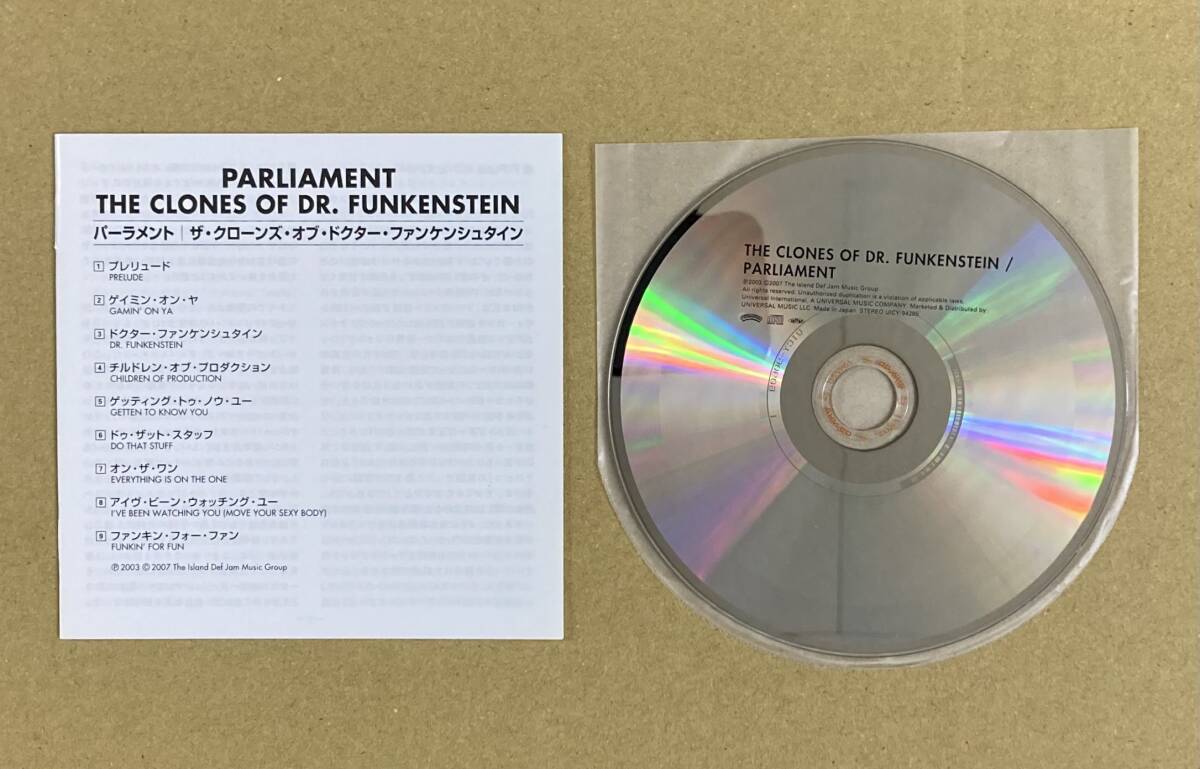 PARLIAMENT
THE CLONES OF DR. FUNKENSTEIN
パーラメント | ザ・クローンズ・オブ・ドクター・ファンケンシュタイン
1 プレリュード
PRELUDE
2 ゲイミン・オン・ヤ
GAMIN' ON YA
3 ドクター・ファンケンシュタイン
DR. FUNKENSTEIN
4 チルドレン・オブ・プロダクション
CHILDREN OF PRODUCTION
5 ゲッティング・トゥ・ノウ・ユー
GETTEN TO KNOW YOU
6 ドゥ・ザット・スタッフ
DO THAT STUFF
7 オン・ザ・ワン
EVERYTHING IS ON THE ONE
8 アイヴ・ビーン・ウォッチング・ユー
I'VE BEEN WATCHING YOU (MOVE YOUR SEXY BODY)
9 ファンキン・フォー・ファン
FUNKIN' FOR FUN
Ⓟ 2003 © 2007 The Island Def Jam Music Group
THE CLONES OF DR. FUNKENSTEIN /
PARLIAMENT
Ⓟ2003 ©2007 The Island Def Jam Music Group
All rights reserved. Unauthorized duplication is a violation of applicable laws.
Universal International, A UNIVERSAL MUSIC COMPANY. Marketed & Distributed by
UNIVERSAL MUSIC LLC. Made in Japan. STEREO UICY-94285